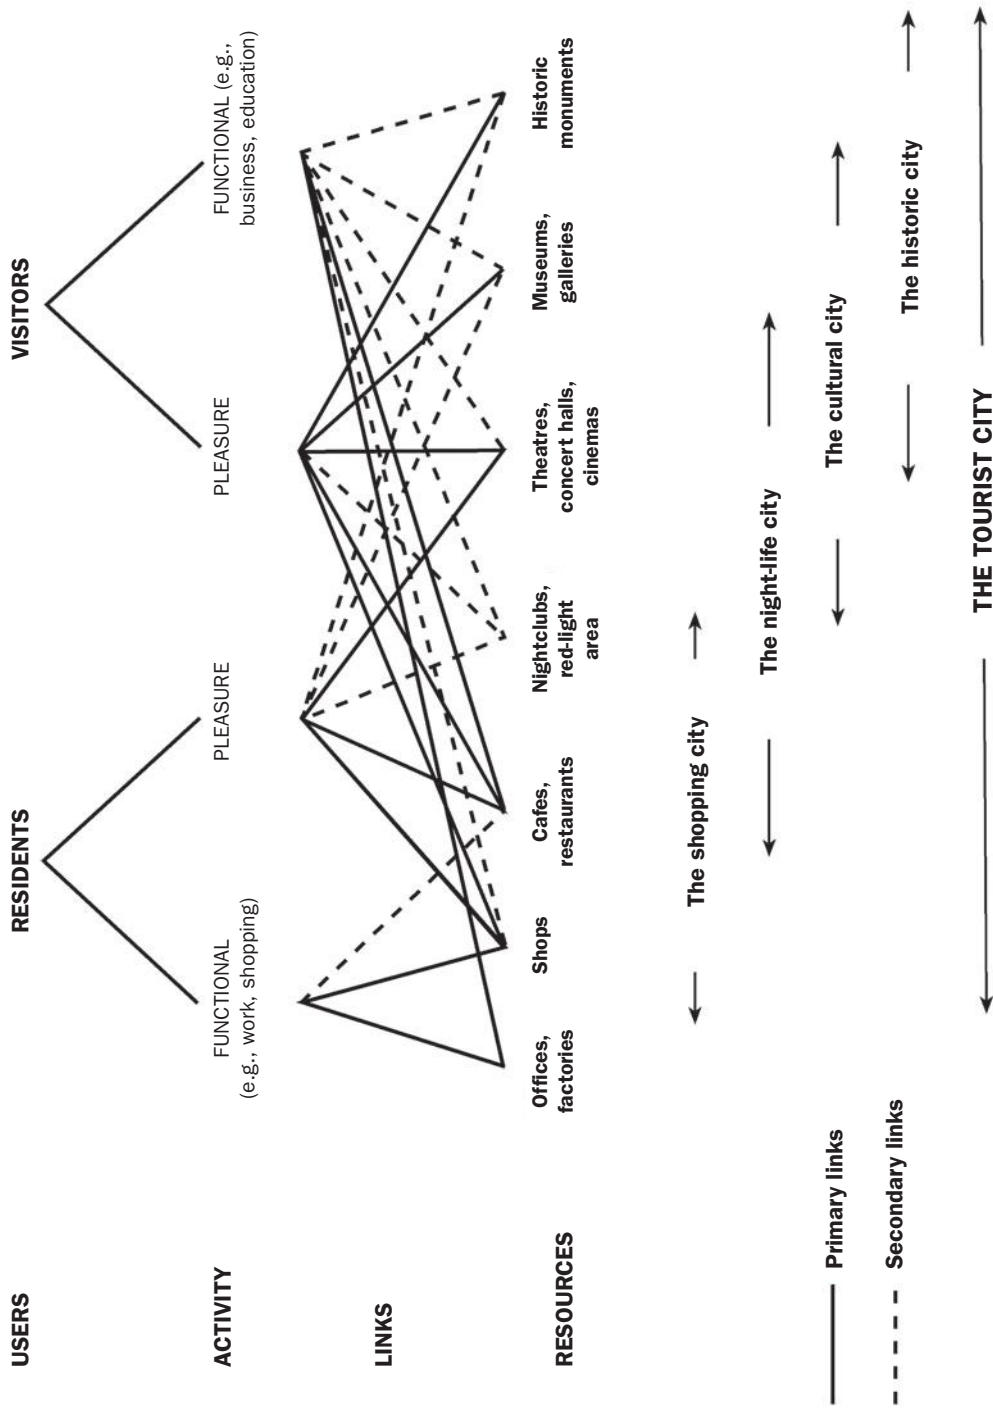 USERS
RESIDENTS
VISITORS
ACTIVITY
FUNCTIONAL
(e.g., work, shopping)
PLEASURE
PLEASURE
FUNCTIONAL (e.g.,
business, education)
LINKS
RESOURCES
Offices,
factories
Shops
Cafes,
restaurants
Nightclubs,
red-light
area
Theatres,
concert halls,
cinemas
Museums,
galleries
Historic
monuments
The shopping city
The night-life city
Primary links
The cultural city
Secondary links
The historic city
THE TOURIST CITY